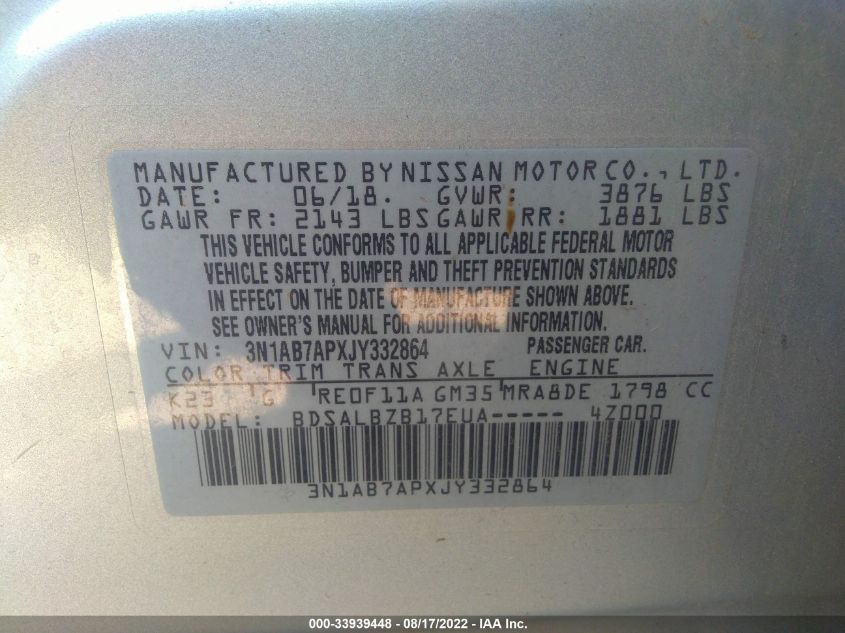 MANUFACTURED BY NISSAN MOTOR CO., LTD.
DATE: 06/18. GVWR: 3876 LBS
GAWR FR: 2143 LBS GAWR RR: 1881 LBS
THIS VEHICLE CONFORMS TO ALL APPLICABLE FEDERAL MOTOR
VEHICLE SAFETY, BUMPER AND THEFT PREVENTION STANDARDS
IN EFFECT ON THE DATE OF MANUFACTURE SHOWN ABOVE.
SEE OWNER'S MANUAL FOR ADDITIONAL INFORMATION.
VIN: 3N1AB7APXJY332864 PASSENGER CAR.
COLOR TRIM TRANS AXLE ENGINE
K23 G RE0F11A GM35 MRA8DE 1798 CC
MODEL: BDSALBZB17EUA----- 4Z000
3N1AB7APXJY332864
000-33939448 - 08/17/2022 - IAA Inc.